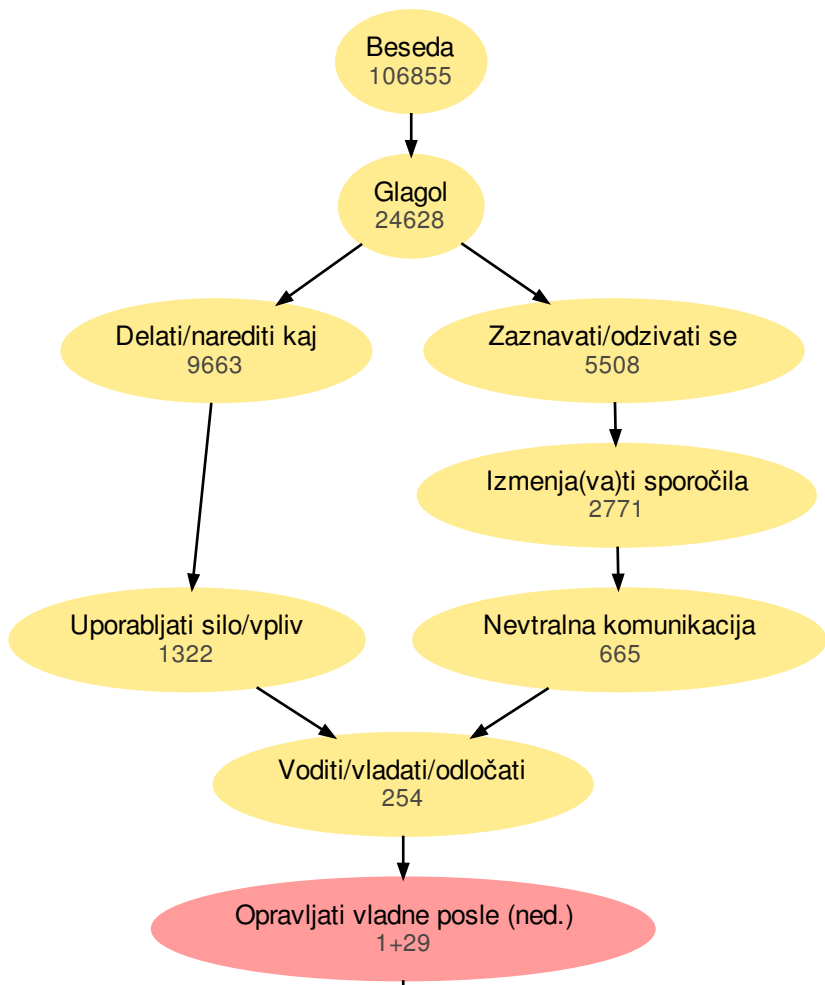 Beseda
106855
Glagol
24628
Delati/narediti kaj
9663
Zaznavati/odzivati se
5508
Izmenja(va)ti sporočila
2771
Uporabljati silo/vpliv
1322
Nevtralna komunikacija
665
Voditi/vladati/odločati
254
Opravljati vladne posle (ned.)
1+29